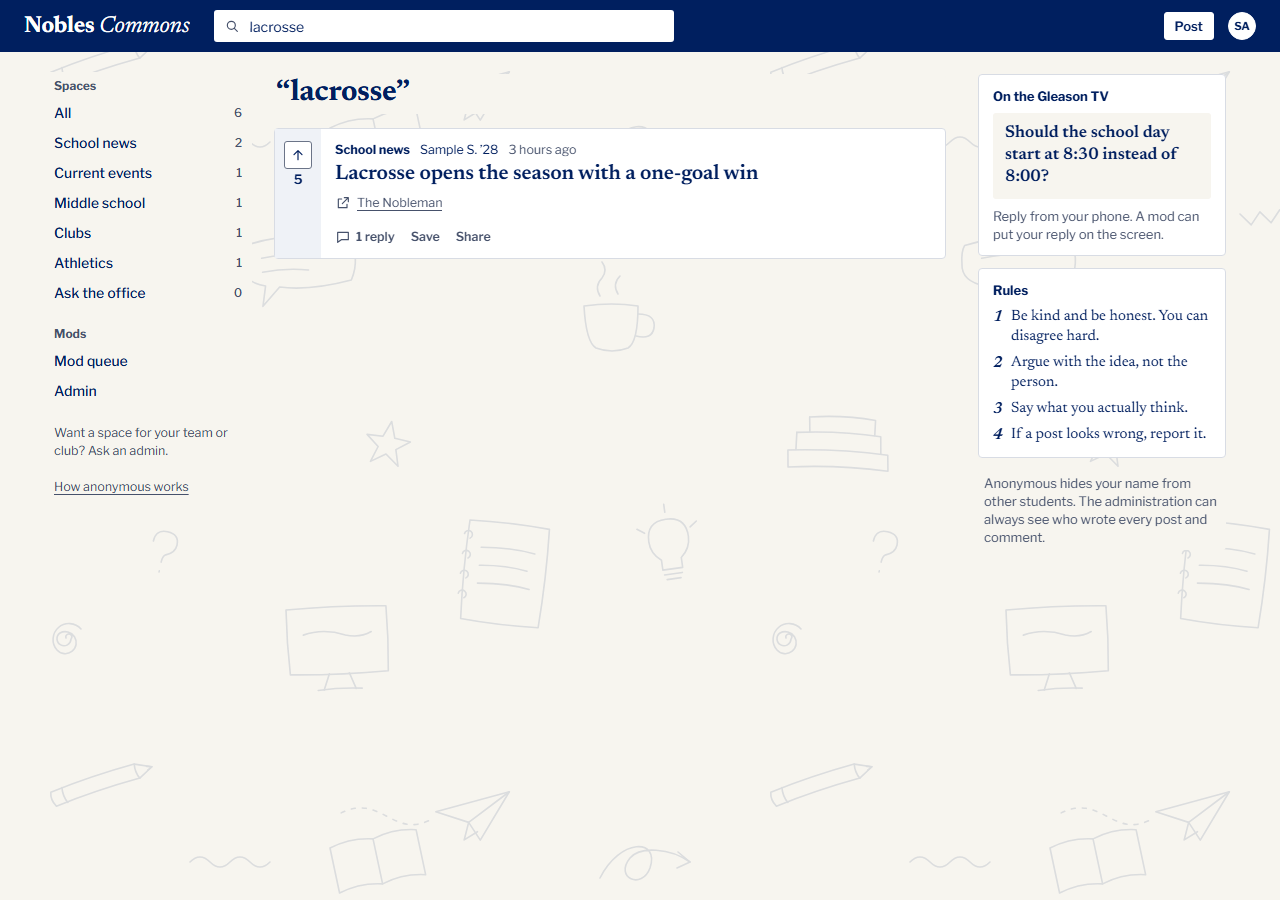 Nobles Commons
lacrosse
Post
SA
Spaces
All 6
School news 2
Current events 1
Middle school 1
Clubs 1
Athletics 1
Ask the office 0
Mods
Mod queue
Admin
Want a space for your team or
club? Ask an admin.
How anonymous works
“lacrosse”
5
School news Sample S. ’28 3 hours ago
Lacrosse opens the season with a one-goal win
The Nobleman
1 reply Save Share
On the Gleason TV
Should the school day
start at 8:30 instead of
8:00?
Reply from your phone. A mod can
put your reply on the screen.
Rules
1 Be kind and be honest. You can
disagree hard.
2 Argue with the idea, not the
person.
3 Say what you actually think.
4 If a post looks wrong, report it.
Anonymous hides your name from
other students. The administration can
always see who wrote every post and
comment.